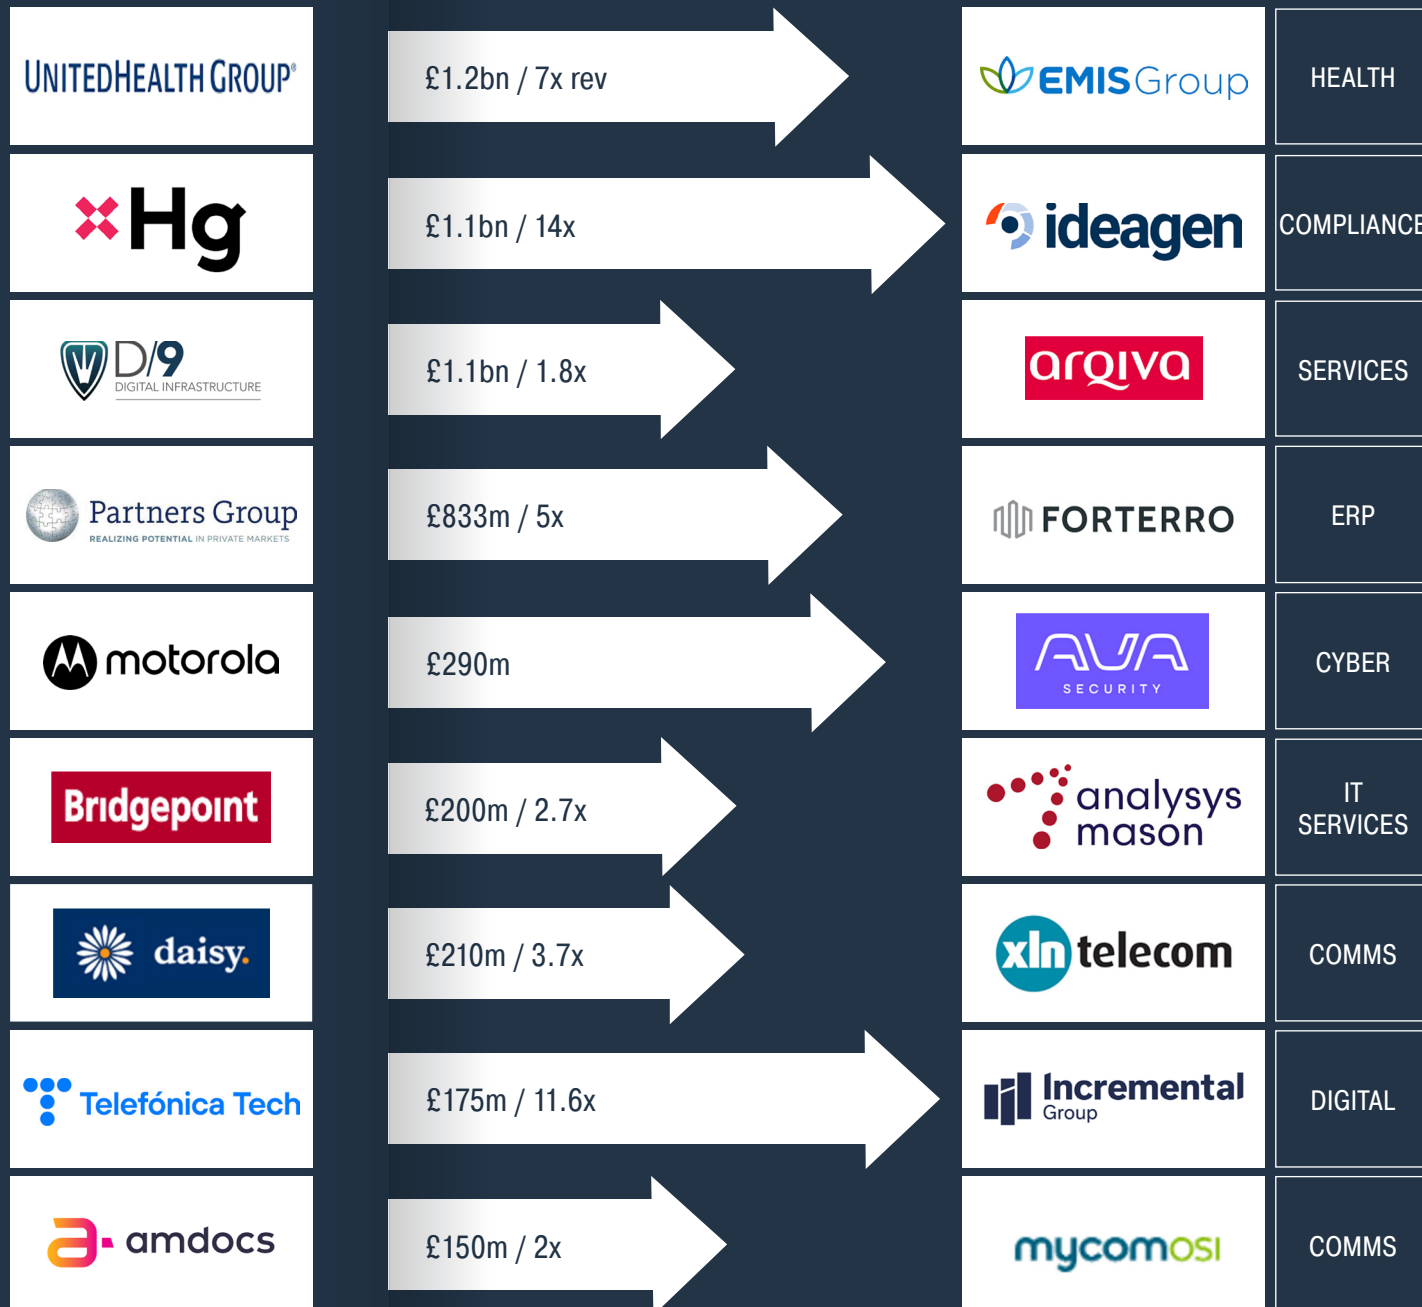 UNITEDHEALTH GROUP® £1.2bn / 7x rev EMIS Group HEALTH
Hg £1.1bn / 14x ideagen COMPLIANCE
D/9 £1.1bn / 1.8x arqiva SERVICES
DIGITAL INFRASTRUCTURE
Partners Group £833m / 5x FORTERRO ERP
REALIZING POTENTIAL IN PRIVATE MARKETS
motorola £290m AVA CYBER
SECURITY
Bridgepoint £200m / 2.7x analysys mason IT SERVICES
daisy. £210m / 3.7x xln telecom COMMS
Telefónica Tech £175m / 11.6x Incremental DIGITAL
Group
a amdocs £150m / 2x mycom osi COMMS